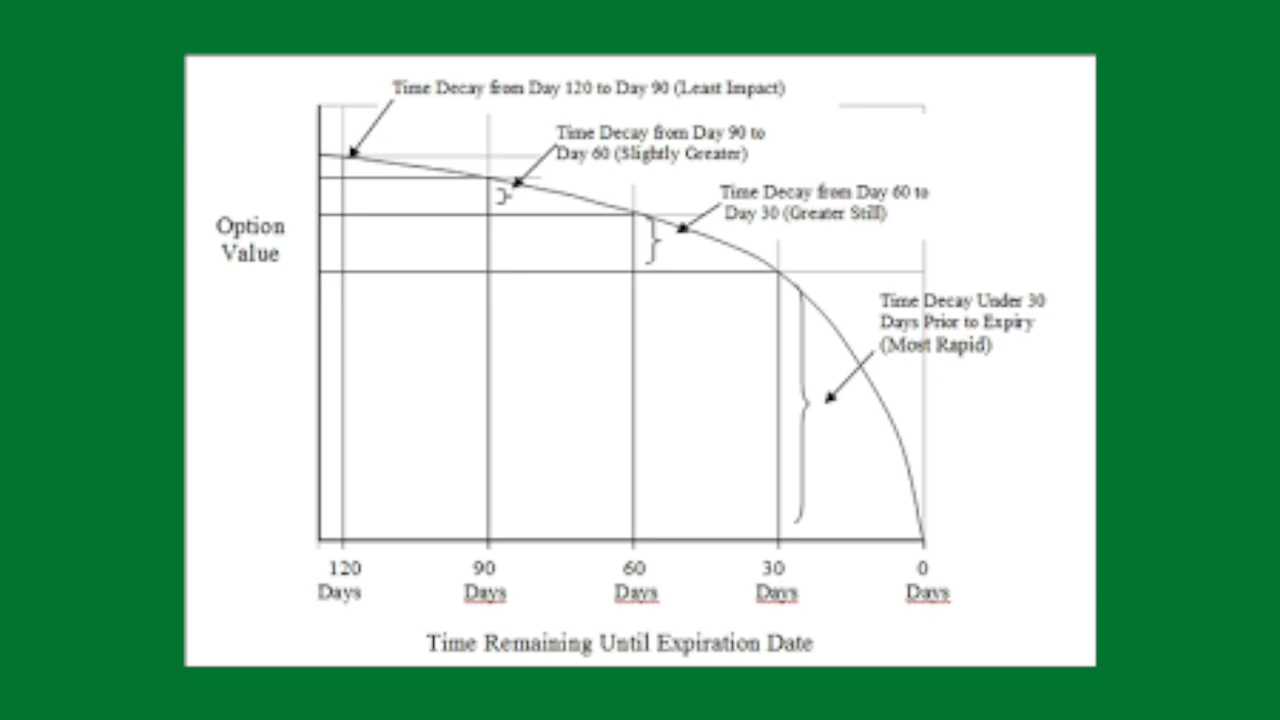 Time Decay from Day 120 to Day 90 (Least Impact)
Time Decay from Day 90 to
Day 60 (Slightly Greater)
Time Decay from Day 60 to
Day 30 (Greater Still)
Option
Value
Time Decay Under 30
Days Prior to Expiry
(Most Rapid)
120 90 60 30 0
Days Days Days Days Days
Time Remaining Until Expiration Date